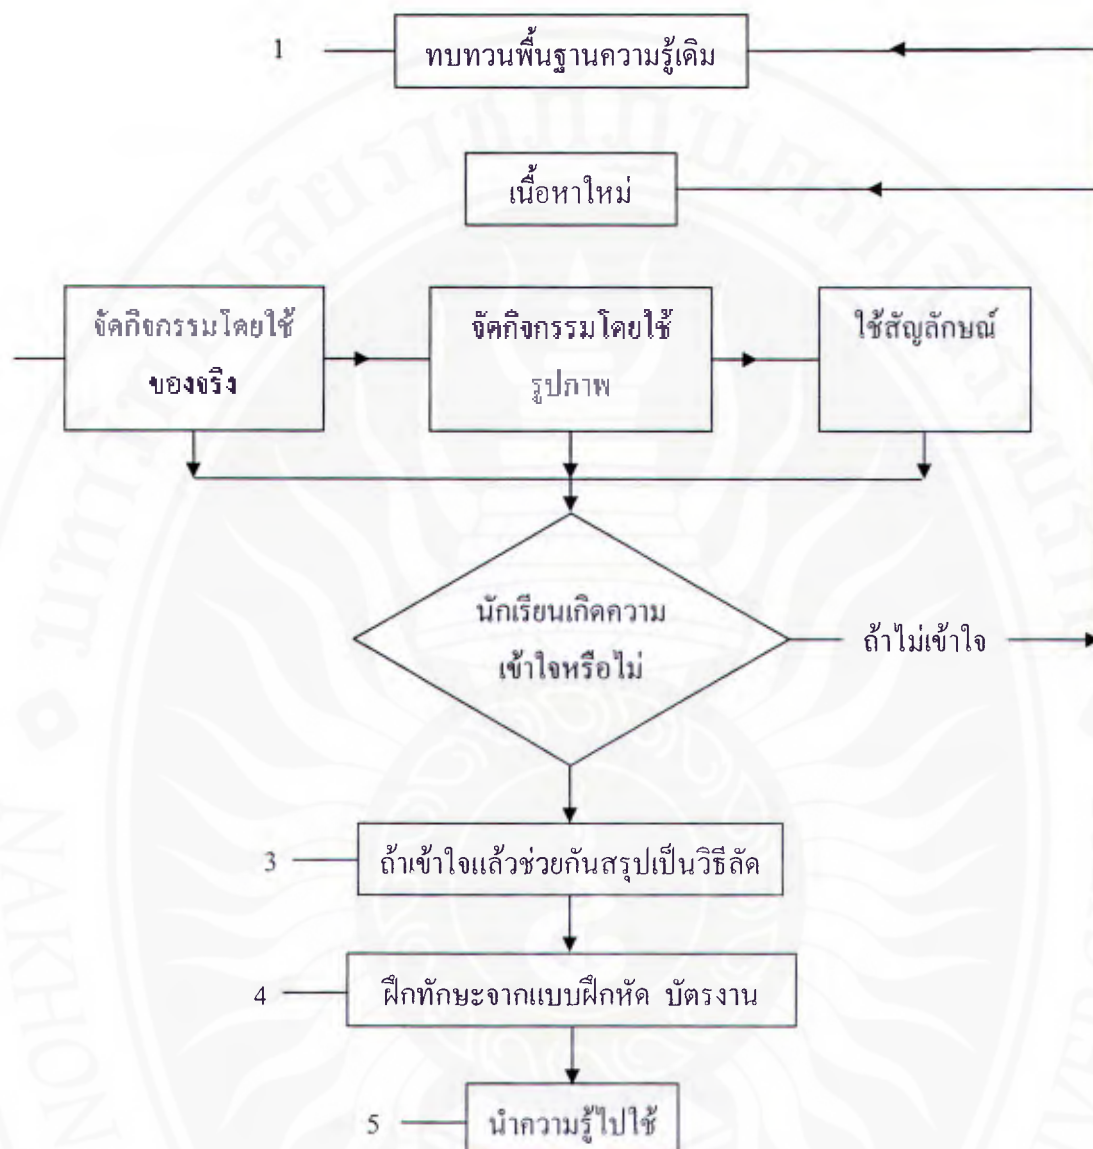 1 ทบทวนพื้นฐานความรู้เดิม
เนื้อหาใหม่
จัดกิจกรรมโดยใช้
ของจริง
จัดกิจกรรมโดยใช้
รูปภาพ
ใช้สัญลักษณ์
นักเรียนเกิดความ
เข้าใจหรือไม่
ถ้าไม่เข้าใจ
3 ถ้าเข้าใจแล้วช่วยกันสรุปเป็นวิธีลัด
4 ฝึกทักษะจากแบบฝึกหัด บัตรงาน
5 นำความรู้ไปใช้
NAKHON